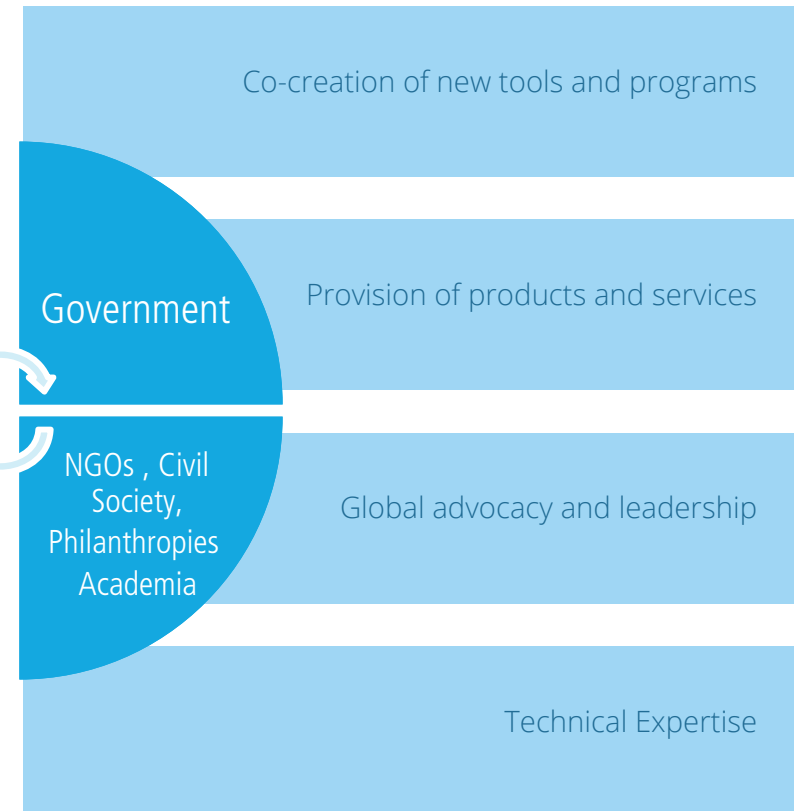 Co-creation of new tools and programs
Government
Provision of products and services
NGOs , Civil
Society,
Philanthropies
Academia
Global advocacy and leadership
Technical Expertise